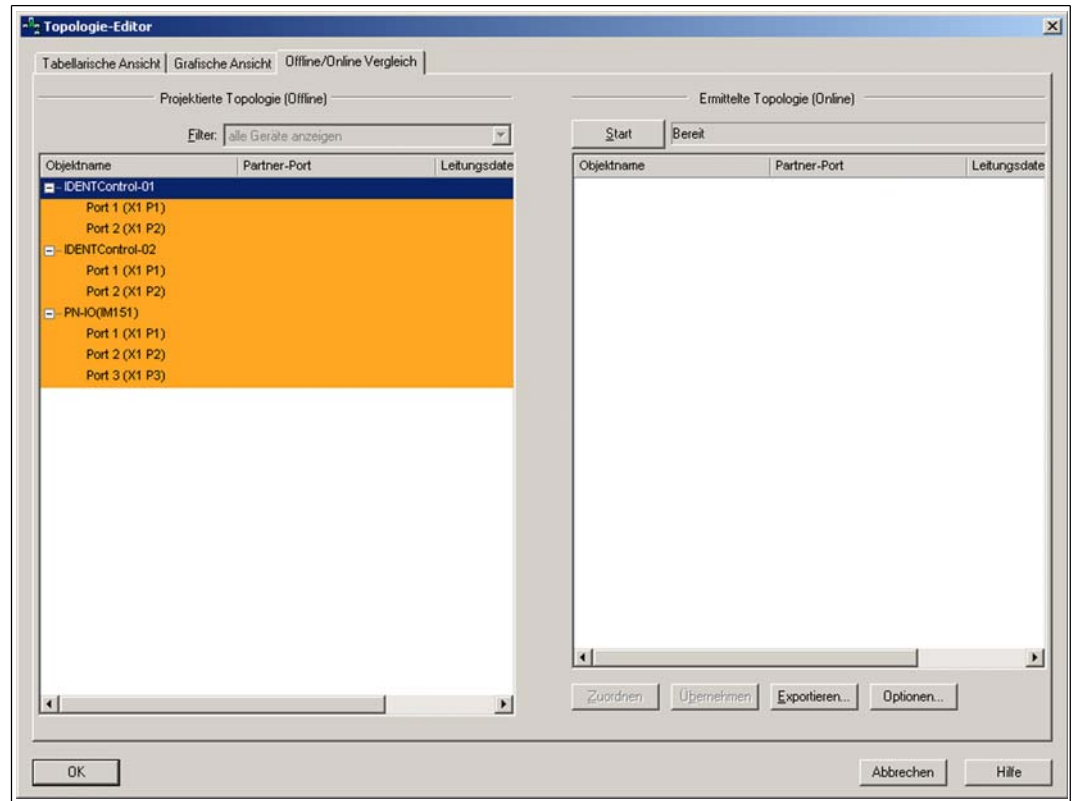 Topologie-Editor
Tabellarische Ansicht Grafische Ansicht Offline/Online Vergleich
Projektierte Topologie (Offline)
Filter: alle Geräte anzeigen
Objektname Partner-Port Leitungsdate
IDENTControl-01
Port 1 (X1 P1)
Port 2 (X1 P2)
IDENTControl-02
Port 1 (X1 P1)
Port 2 (X1 P2)
PN-IO(IM151)
Port 1 (X1 P1)
Port 2 (X1 P2)
Port 3 (X1 P3)
Ermittelte Topologie (Online)
Start Bereit
Objektname Partner-Port Leitungsdate
Zuordnen Übernehmen Exportieren... Optionen...
OK Abbrechen Hilfe